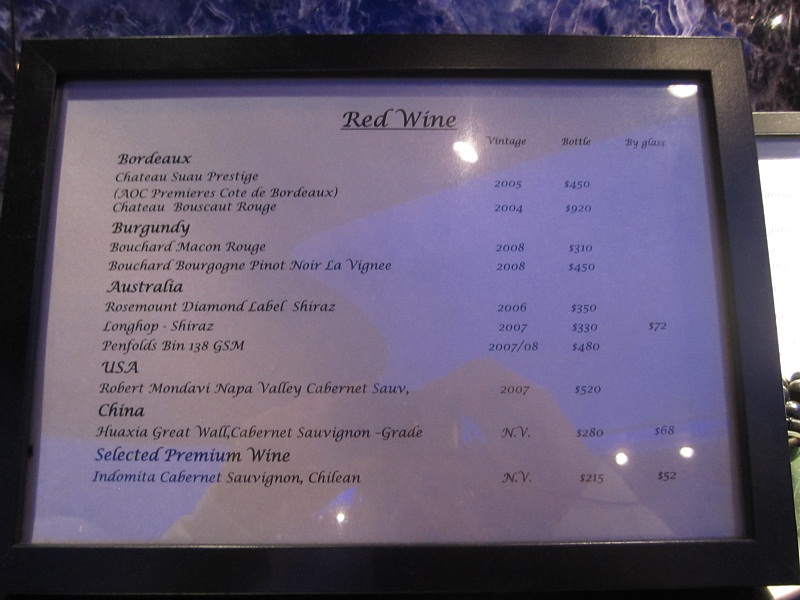 Red Wine
Vintage Bottle By glass
Bordeaux
Chateau Suau Prestige
(AOC Premieres Cote de Bordeaux) 2005 $450
Chateau Bouscaut Rouge 2004 $920
Burgundy
Bouchard Macon Rouge 2008 $310
Bouchard Bourgogne Pinot Noir La Vignee 2008 $450
Australia
Rosemount Diamond Label Shiraz 2006 $350
Longhop - Shiraz 2007 $330 $72
Penfolds Bin 138 GSM 2007/08 $480
USA
Robert Mondavi Napa Valley Cabernet Sauv, 2007 $520
China
Huaxia Great Wall,Cabernet Sauvignon -Grade N.V. $280 $68
Selected Premium Wine
Indomita Cabernet Sauvignon, Chilean N.V. $215 $52